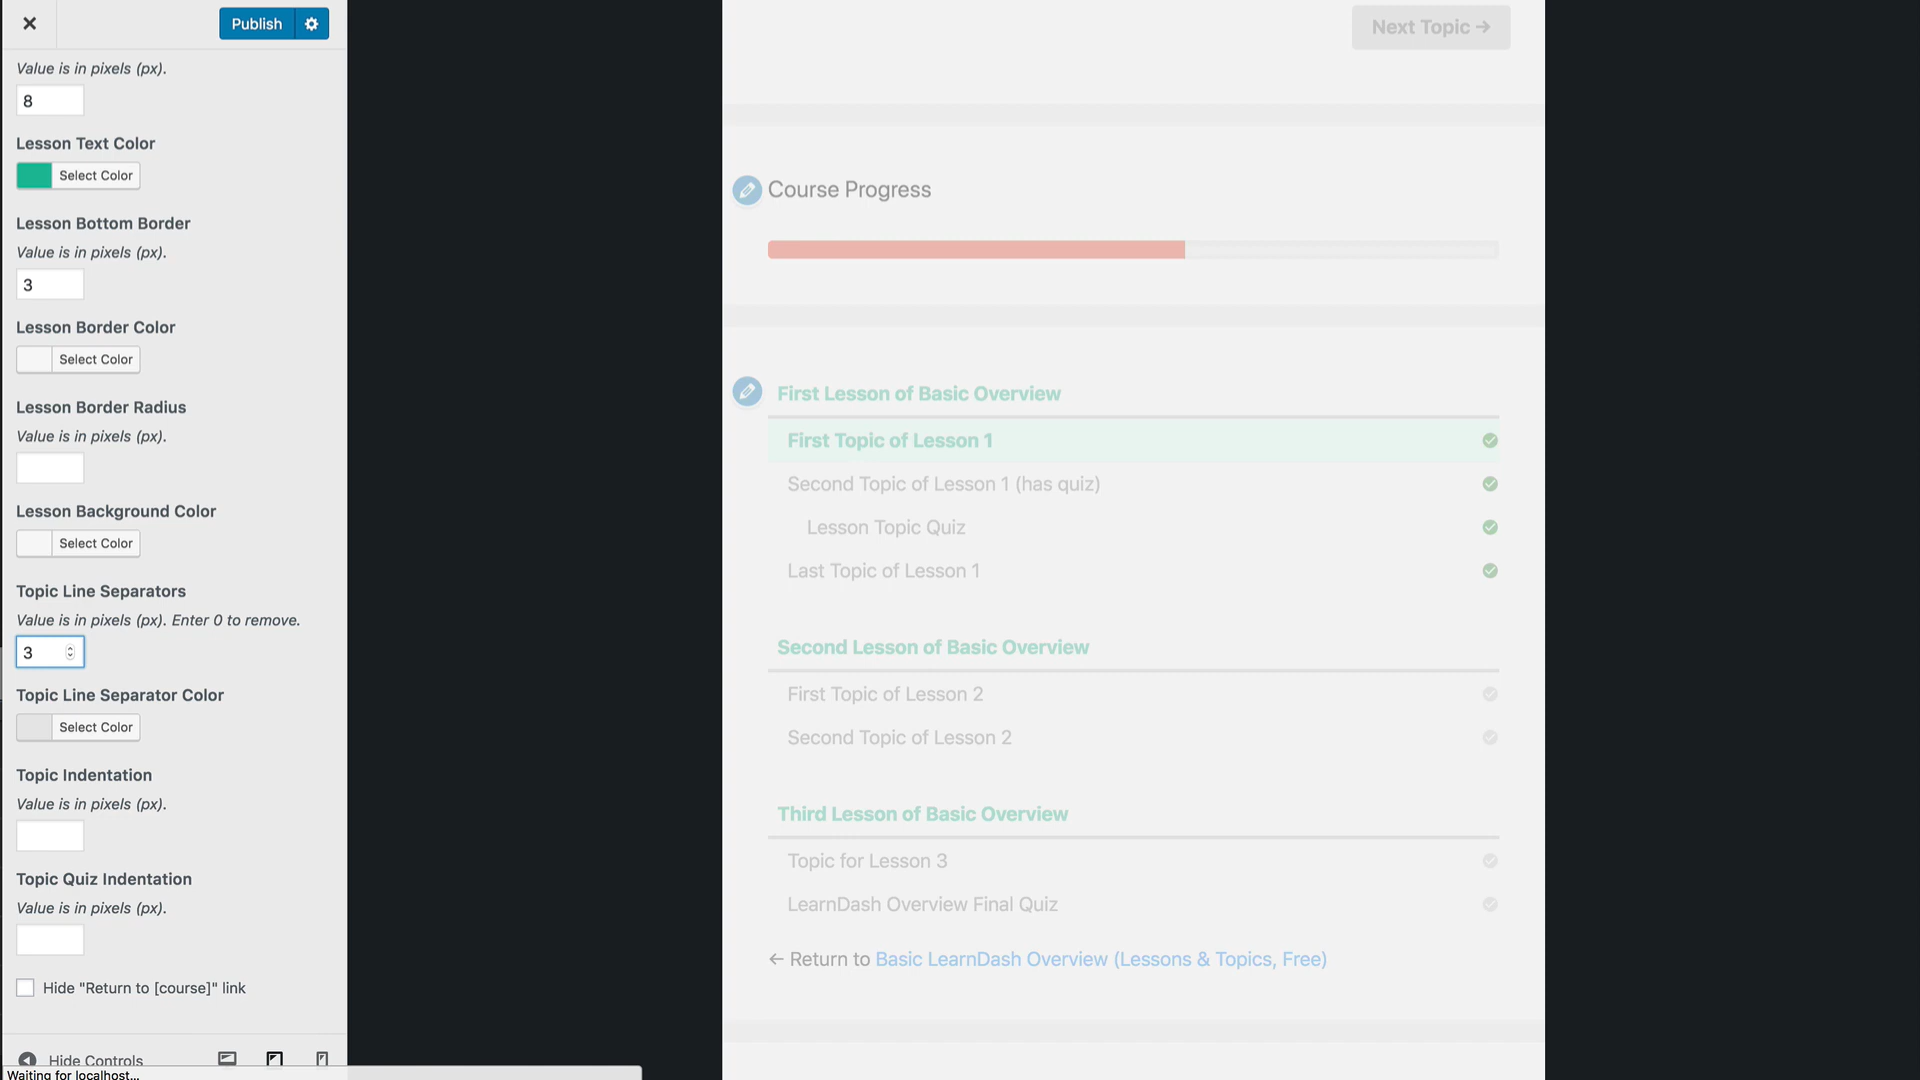 Publish
Value is in pixels (px).
8
Lesson Text Color
Select Color
Lesson Bottom Border
Value is in pixels (px).
3
Lesson Border Color
Select Color
Lesson Border Radius
Value is in pixels (px).
Lesson Background Color
Select Color
Topic Line Separators
Value is in pixels (px). Enter 0 to remove.
3
Topic Line Separator Color
Select Color
Topic Indentation
Value is in pixels (px).
Topic Quiz Indentation
Value is in pixels (px).
Hide "Return to [course]" link
Hide Controls
Waiting for localhost...
Next Topic →
Course Progress
First Lesson of Basic Overview
First Topic of Lesson 1
Second Topic of Lesson 1 (has quiz)
Lesson Topic Quiz
Last Topic of Lesson 1
Second Lesson of Basic Overview
First Topic of Lesson 2
Second Topic of Lesson 2
Third Lesson of Basic Overview
Topic for Lesson 3
LearnDash Overview Final Quiz
← Return to Basic LearnDash Overview (Lessons & Topics, Free)